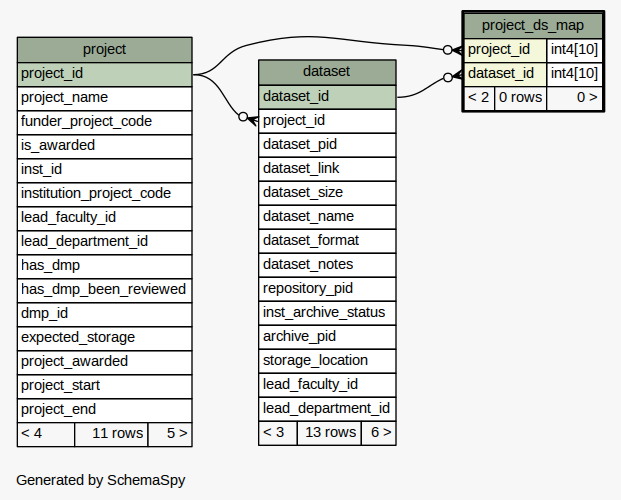 project
project_id
project_name
funder_project_code
is_awarded
inst_id
institution_project_code
lead_faculty_id
lead_department_id
has_dmp
has_dmp_been_reviewed
dmp_id
expected_storage
project_awarded
project_start
project_end
< 4 11 rows 5 >
dataset
dataset_id
project_id
dataset_pid
dataset_link
dataset_size
dataset_name
dataset_format
dataset_notes
repository_pid
inst_archive_status
archive_pid
storage_location
lead_faculty_id
lead_department_id
< 3 13 rows 6 >
project_ds_map
project_id int4[10]
dataset_id int4[10]
< 2 0 rows 0 >
Generated by SchemaSpy